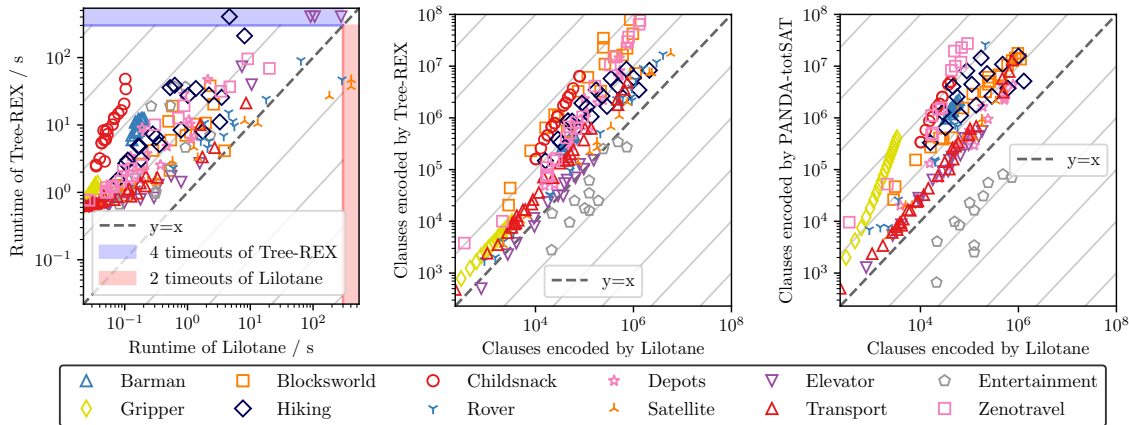 Runtime of Tree-REX / s
10^2
10^1
10^0
10^−1
10^−1
10^0
10^1
10^2
Runtime of Lilotane / s
y=x
4 timeouts of Tree-REX
2 timeouts of Lilotane
Clauses encoded by Tree-REX
10^8
10^7
10^6
10^5
10^4
10^3
10^4
10^6
10^8
Clauses encoded by Lilotane
y=x
Clauses encoded by PANDA-totSAT
10^8
10^7
10^6
10^5
10^4
10^3
10^4
10^6
10^8
Clauses encoded by Lilotane
y=x
Barman
Blocksworld
Childsnack
Depots
Elevator
Entertainment
Gripper
Hiking
Rover
Satellite
Transport
Zenotravel